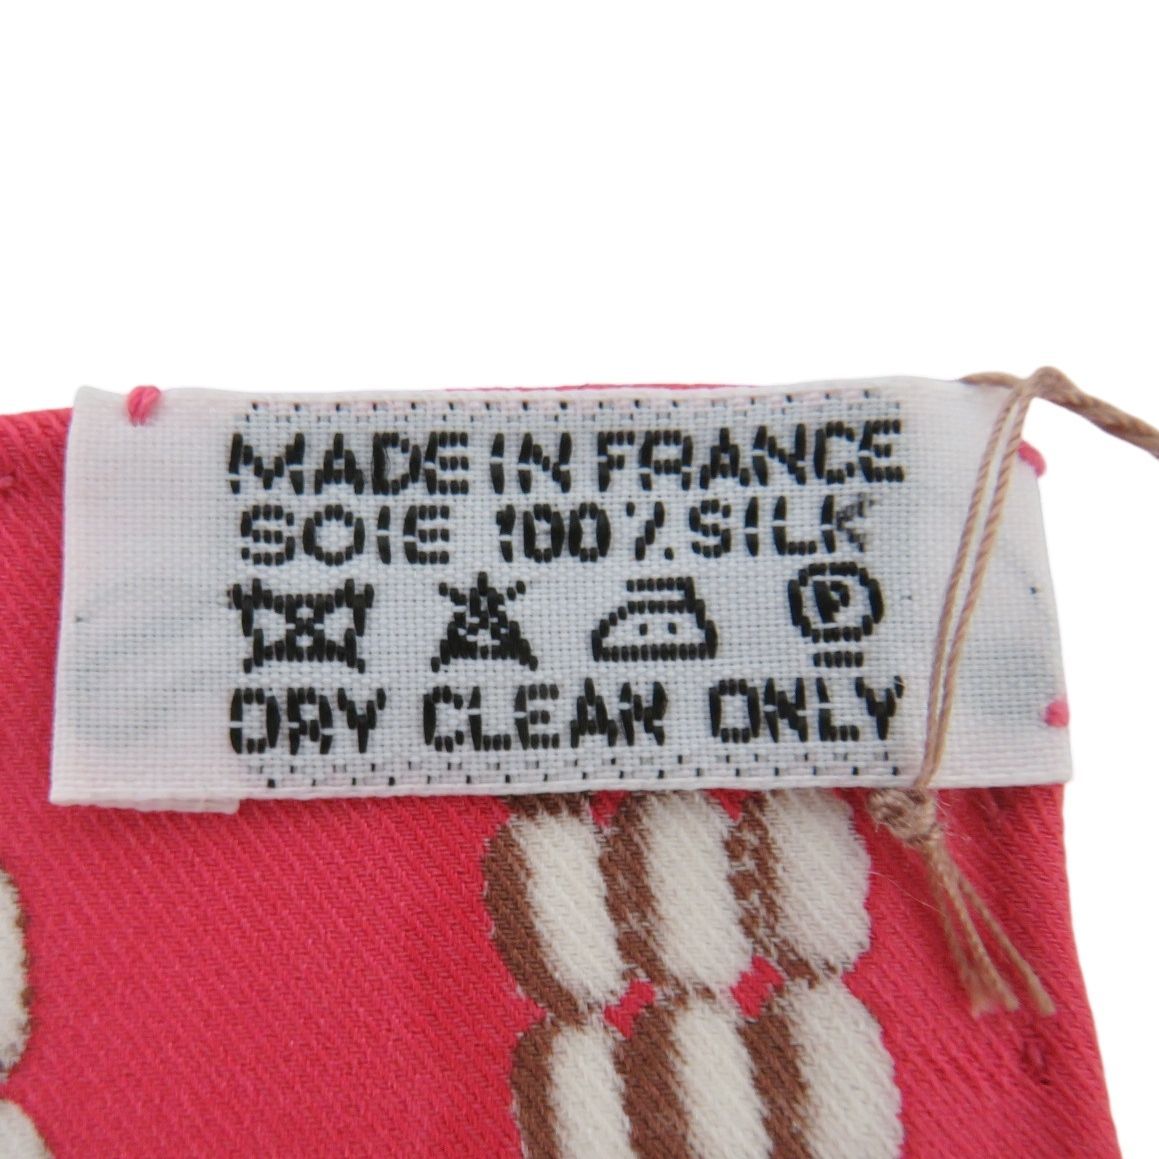 MADE IN FRANCE
SOIE 100% SILK
P
DRY CLEAN ONLY